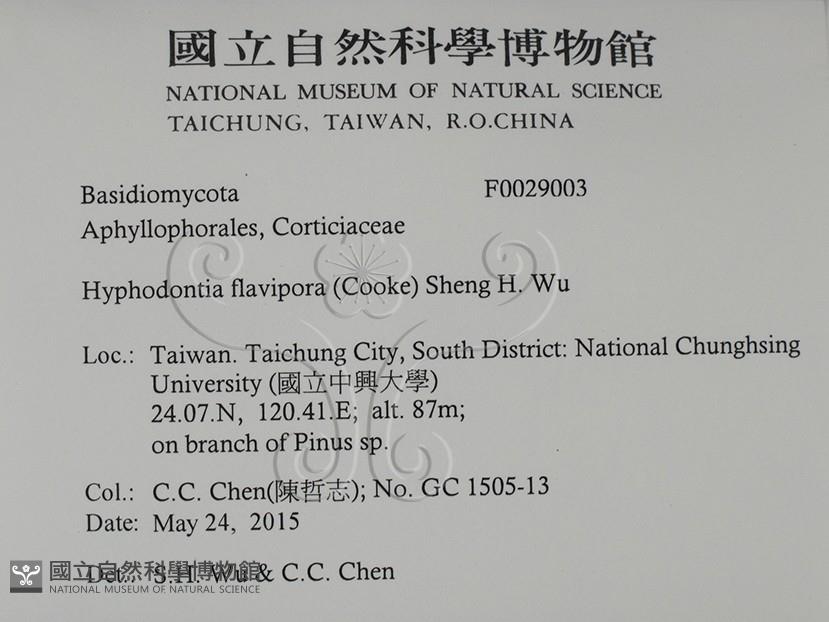 國立自然科學博物館
NATIONAL MUSEUM OF NATURAL SCIENCE
TAICHUNG, TAIWAN, R.O.CHINA
Basidiomycota F0029003
Aphyllophorales, Corticiaceae
Hyphodontia flavipora (Cooke) Sheng H. Wu
Loc.: Taiwan. Taichung City, South District: National Chunghsing
University (國立中興大學)
24.07.N, 120.41.E; alt. 87m;
on branch of Pinus sp.
Col.: C.C. Chen(陳哲志); No. GC 1505-13
Date: May 24, 2015
Det.: S.H. Wu & C.C. Chen
國立自然科學博物館
NATIONAL MUSEUM OF NATURAL SCIENCE